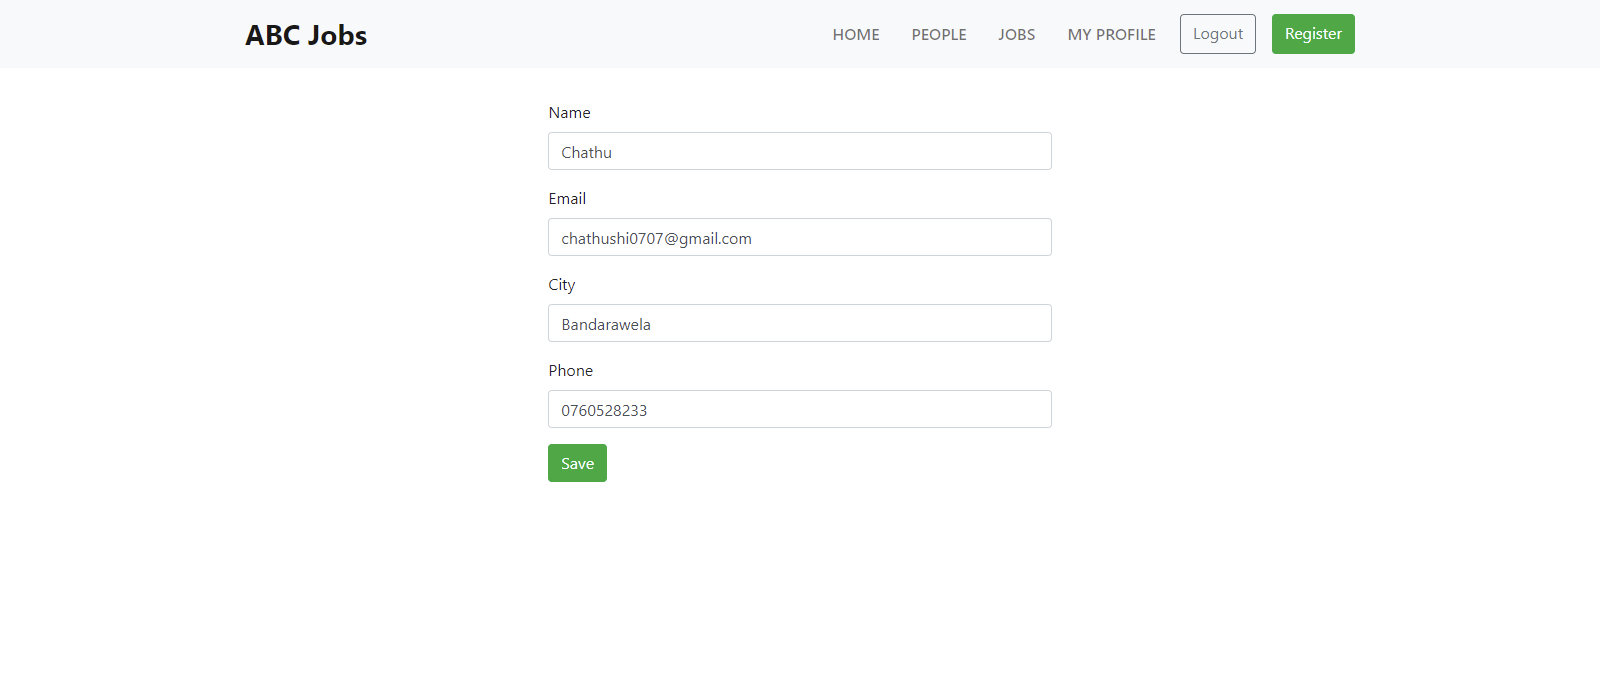 ABC Jobs HOME PEOPLE JOBS MY PROFILE Logout Register
Name
Chathu
Email
chathushi0707@gmail.com
City
Bandarawela
Phone
0760528233
Save